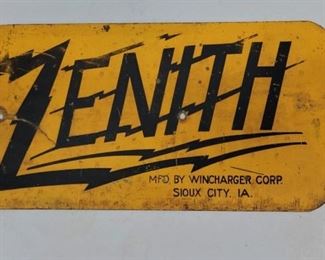 ZENITH
MFD. BY WINCHARGER CORP.
SIOUX CITY, IA.